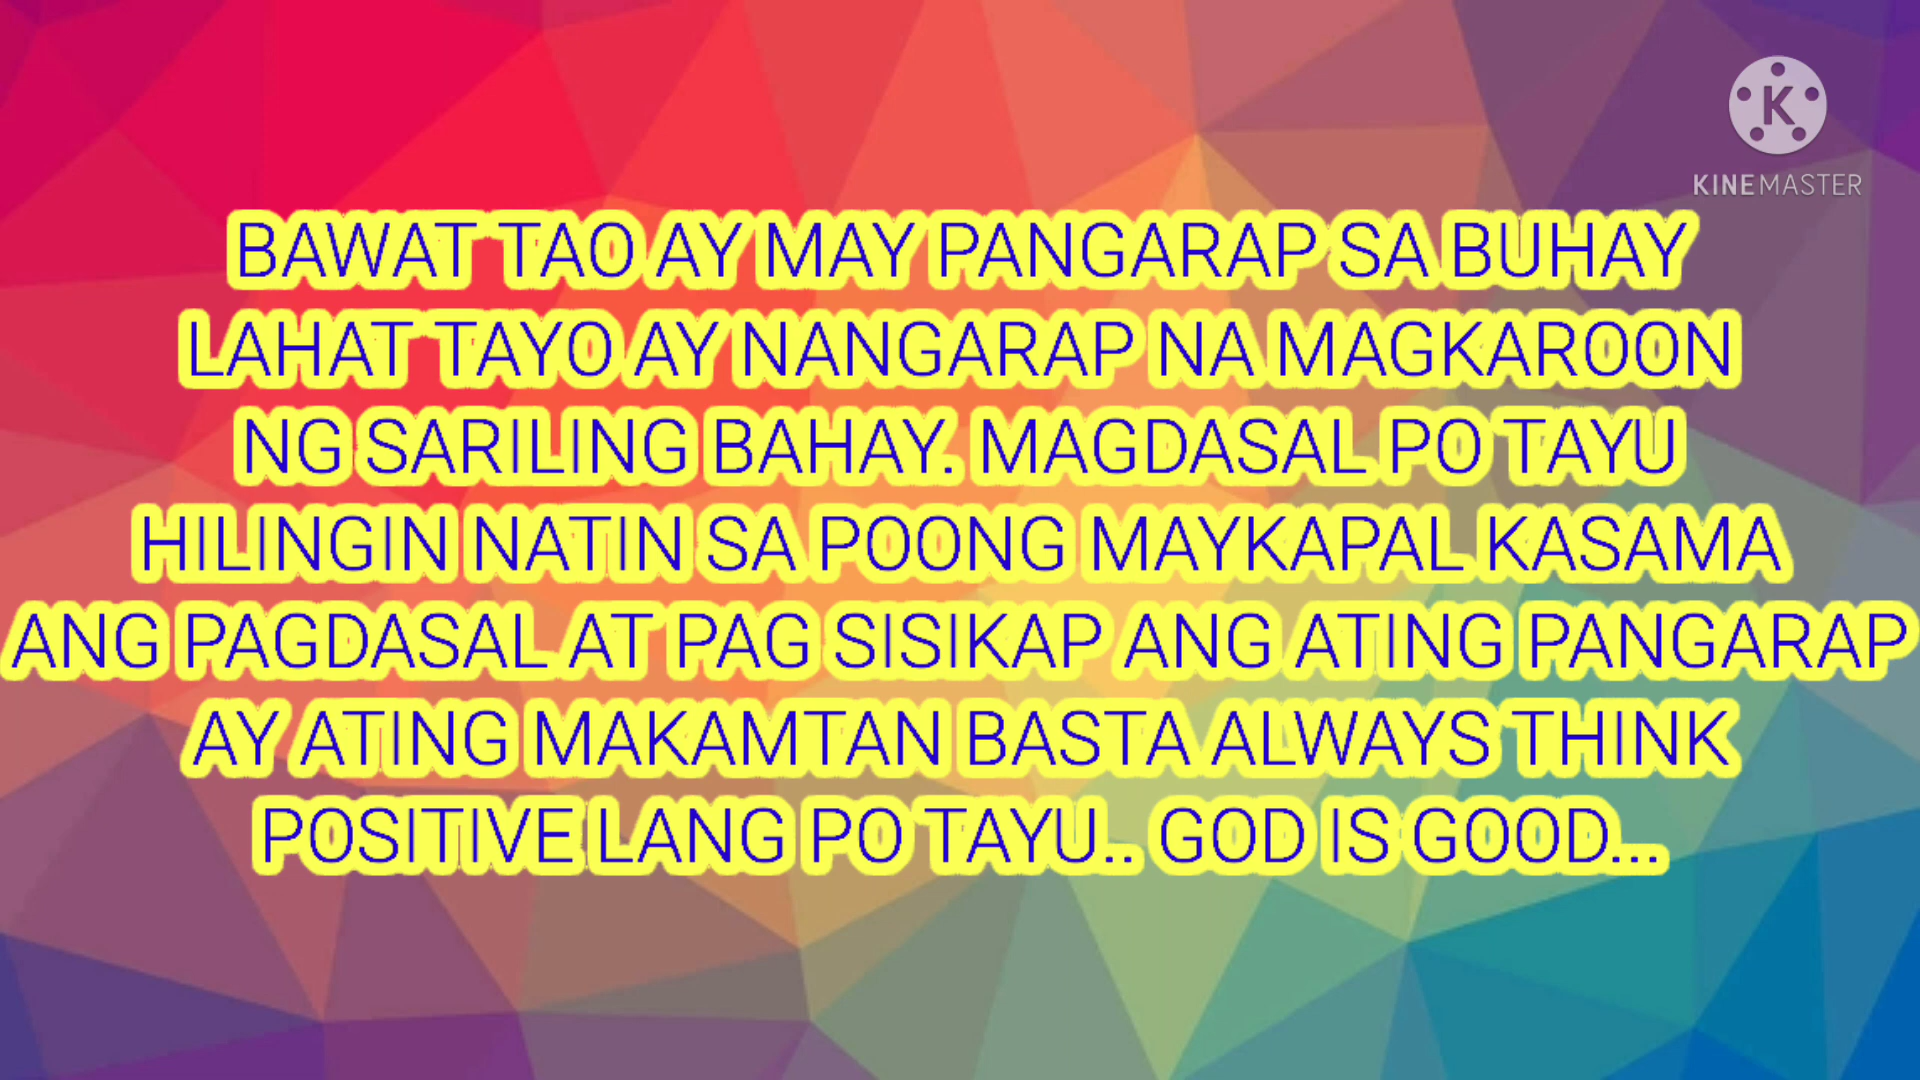 KINEMASTER
BAWAT TAO AY MAY PANGARAP SA BUHAY
LAHAT TAYO AY NANGARAP NA MAGKAROON
NG SARILING BAHAY. MAGDASAL PO TAYU
HILINGIN NATIN SA POONG MAYKAPAL KASAMA
ANG PAGDASAL AT PAG SISIKAP ANG ATING PANGARAP
AY ATING MAKAMTAN BASTA ALWAYS THINK
POSITIVE LANG PO TAYU.. GOD IS GOOD...